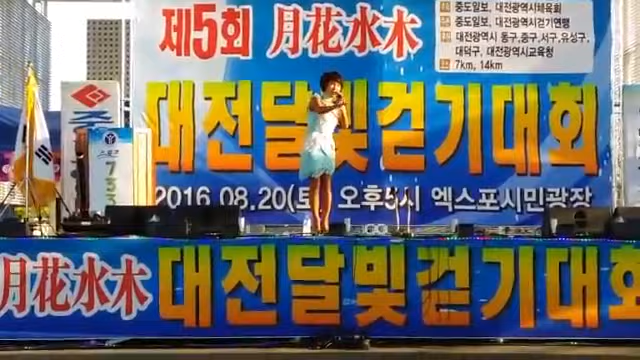 제5회 月花水木
중도일보, 대전광역시체육회
중도일보, 대전광역시걷기연맹
대전광역시, 동구, 중구, 서구, 유성구,
대덕구, 대전광역시교육청
7km, 14km
대전달빛걷기대회
2016.08.20(토) 오후5시 엑스포시민광장
月花水木 대전달빛걷기대회